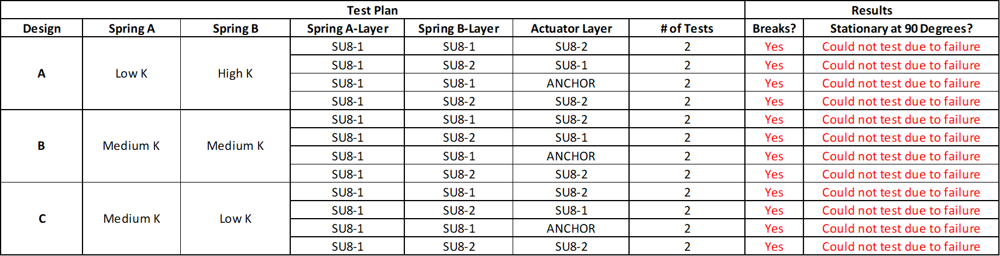 Test Plan Results
Design Spring A Spring B Spring A-Layer Spring B-Layer Actuator Layer # of Tests Breaks? Stationary at 90 Degrees?
A Low K High K SU8-1 SU8-1 SU8-2 2 Yes Could not test due to failure
SU8-1 SU8-2 SU8-1 2 Yes Could not test due to failure
SU8-1 SU8-1 ANCHOR 2 Yes Could not test due to failure
SU8-1 SU8-2 SU8-2 2 Yes Could not test due to failure
B Medium K Medium K SU8-1 SU8-1 SU8-2 2 Yes Could not test due to failure
SU8-1 SU8-2 SU8-1 2 Yes Could not test due to failure
SU8-1 SU8-1 ANCHOR 2 Yes Could not test due to failure
SU8-1 SU8-2 SU8-2 2 Yes Could not test due to failure
C Medium K Low K SU8-1 SU8-1 SU8-2 2 Yes Could not test due to failure
SU8-1 SU8-2 SU8-1 2 Yes Could not test due to failure
SU8-1 SU8-1 ANCHOR 2 Yes Could not test due to failure
SU8-1 SU8-2 SU8-2 2 Yes Could not test due to failure